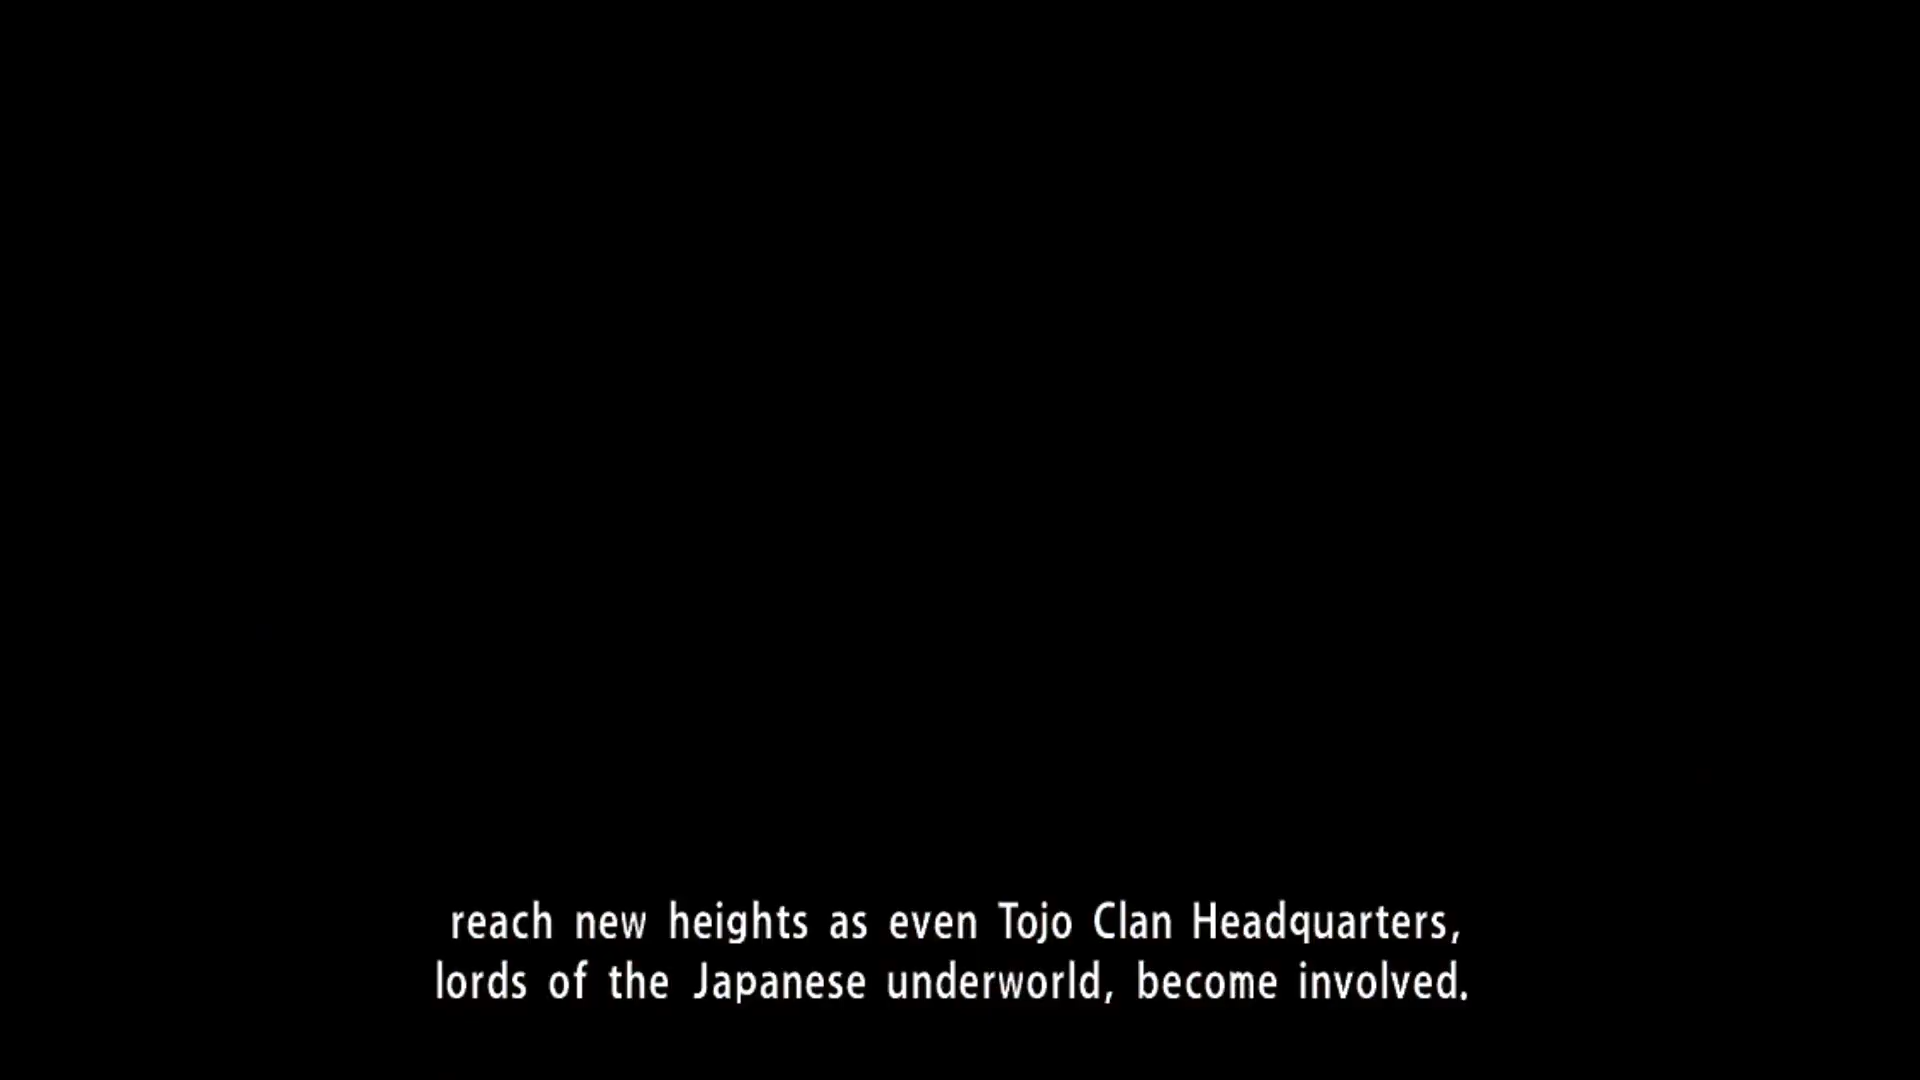 reach new heights as even Tojo Clan Headquarters,
lords of the Japanese underworld, become involved.